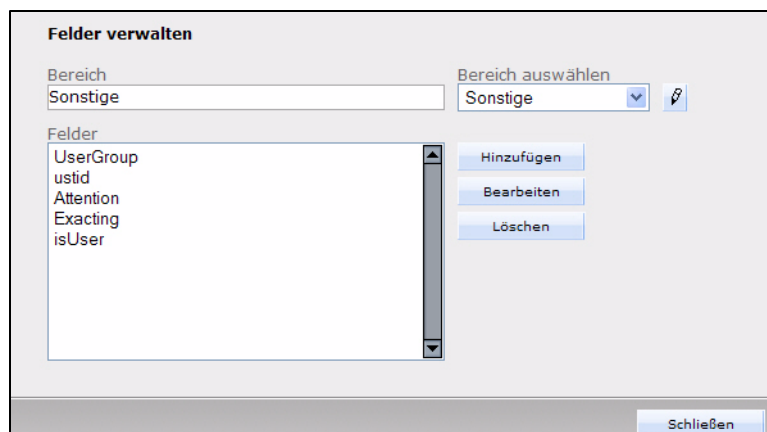 Felder verwalten
Bereich
Bereich auswählen
Sonstige
Sonstige
Felder
UserGroup
ustid
Attention
Exacting
isUser
Hinzufügen
Bearbeiten
Löschen
Schließen